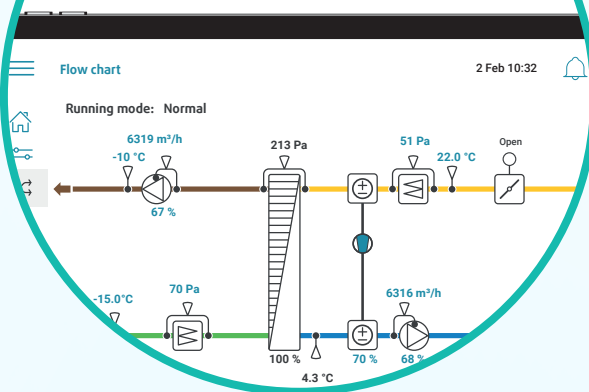 Flow chart
2 Feb 10:32
Running mode: Normal
6319 m³/h
213 Pa
51 Pa
Open
-10 °C
22.0 °C
67 %
-15.0°C
70 Pa
6316 m³/h
100 %
70 %
68 %
4.3 °C